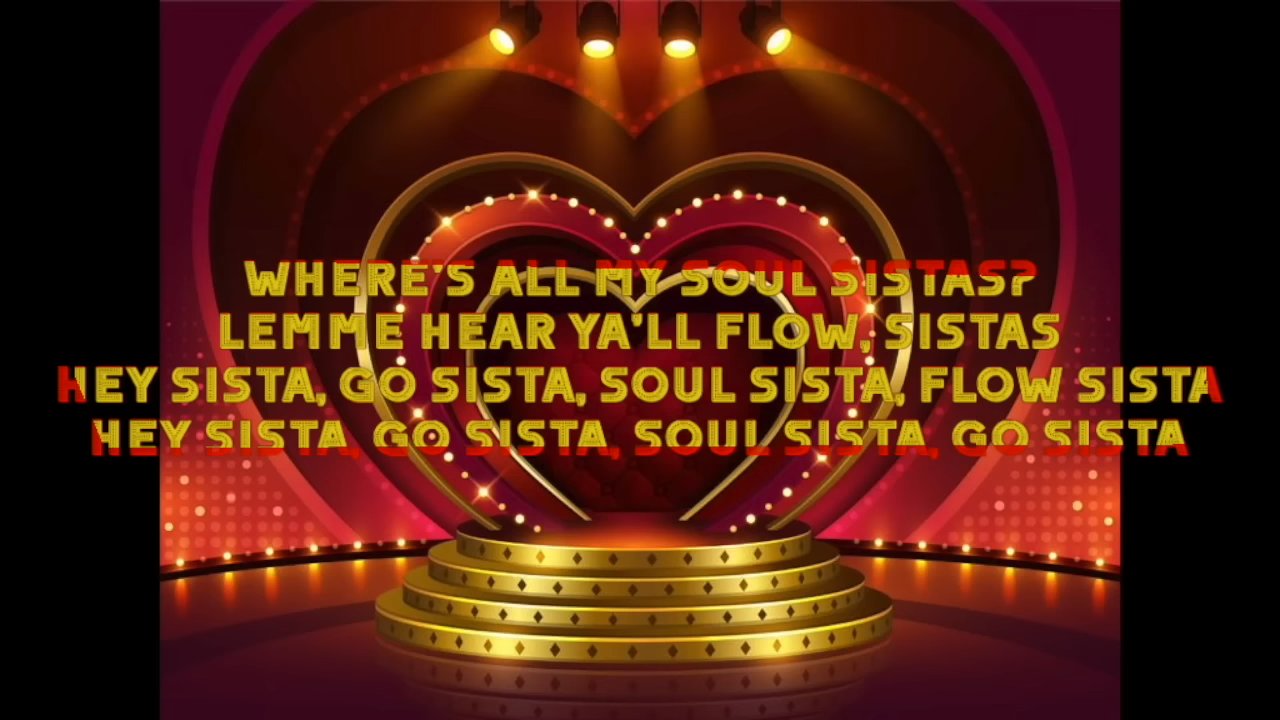 WHERE'S ALL MY SOUL SISTAS?
LEMME HEAR YA'LL FLOW, SISTAS
HEY SISTA, GO SISTA, SOUL SISTA, FLOW SISTA
HEY SISTA, GO SISTA, SOUL SISTA, GO SISTA